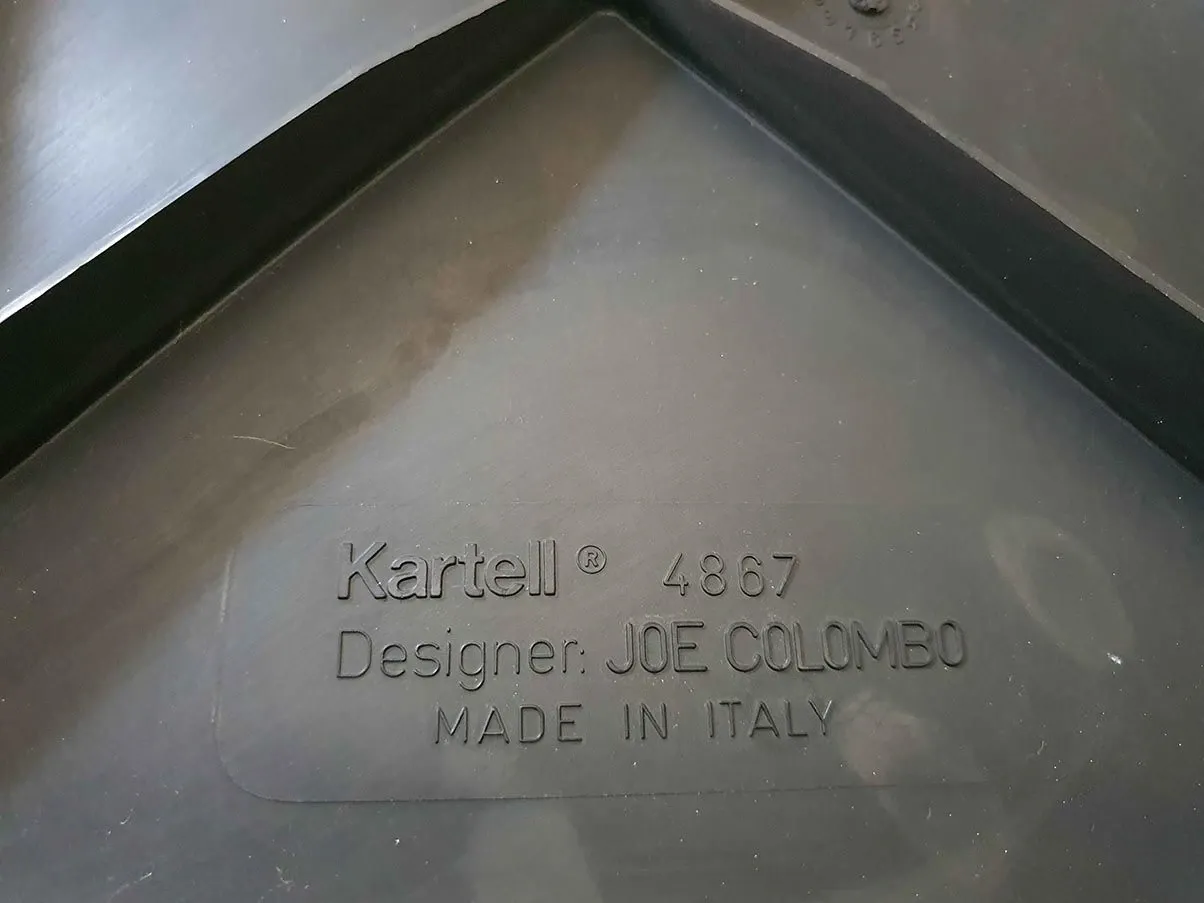 Kartell® 4867
Designer: JOE COLOMBO
MADE IN ITALY